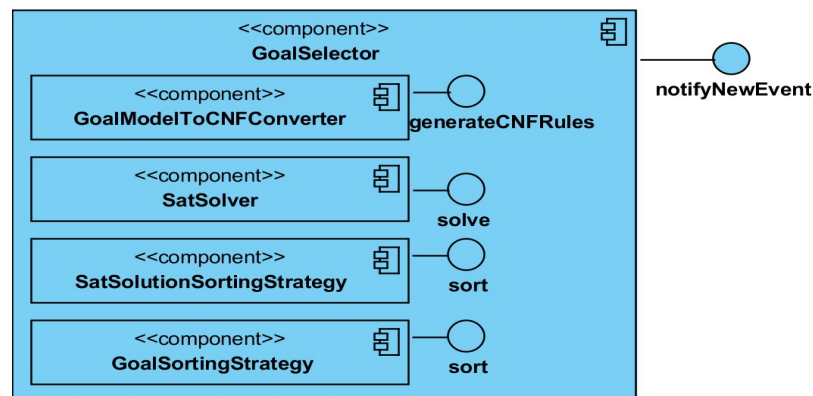 <<component>>
GoalSelector
notifyNewEvent
<<component>>
GoalModelToCNFConverter
generateCNFRules
<<component>>
SatSolver
solve
<<component>>
SatSolutionSortingStrategy
sort
<<component>>
GoalSortingStrategy
sort